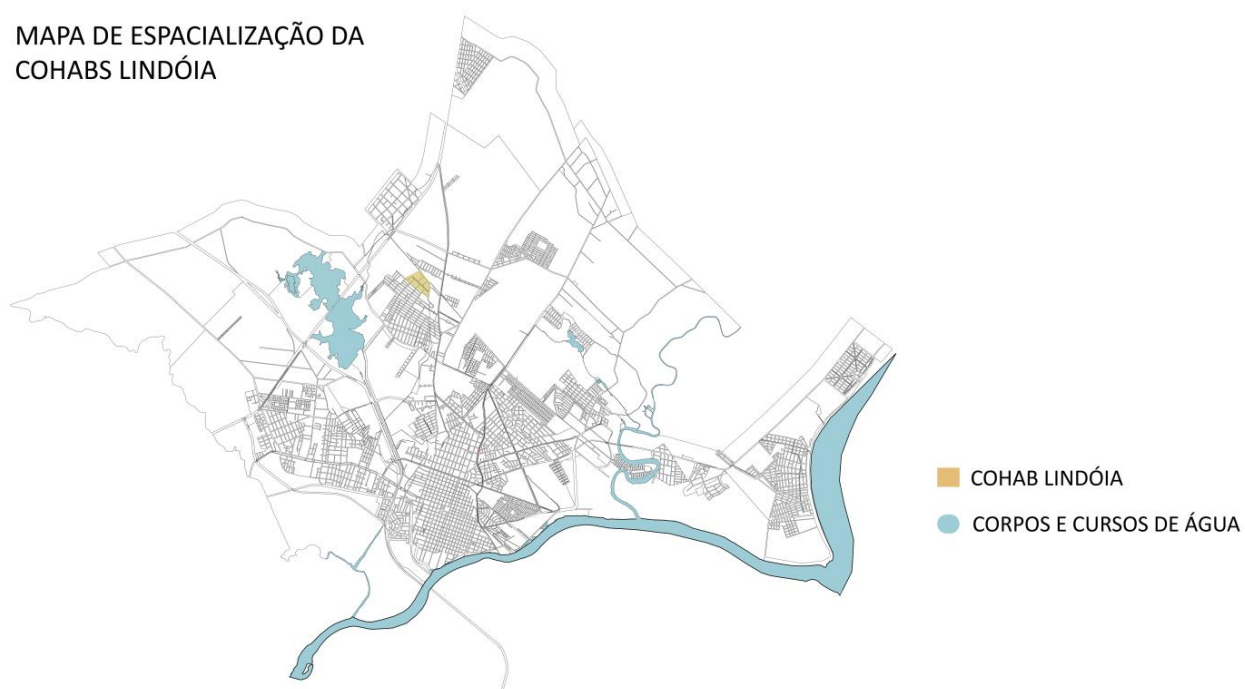 MAPA DE ESPACIALIZAÇÃO DA
COHABS LINDÓIA
COHAB LINDÓIA
CORPOS E CURSOS DE ÁGUA